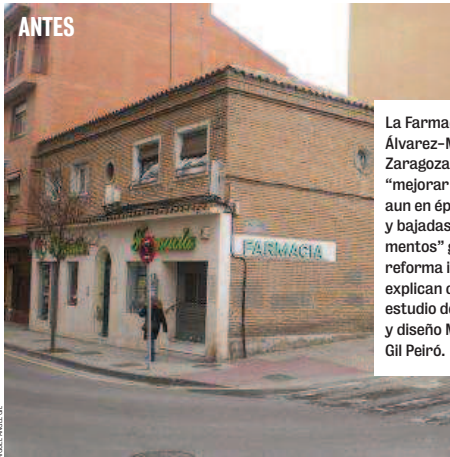 ANTES
Farmacia
FARMACIA
La Farma
Álvarez-M
Zaragoza
"mejorar
aun en ép
y bajadas
mentos" g
reforma i
explican d
estudio de
y diseño M
Gil Peiró.